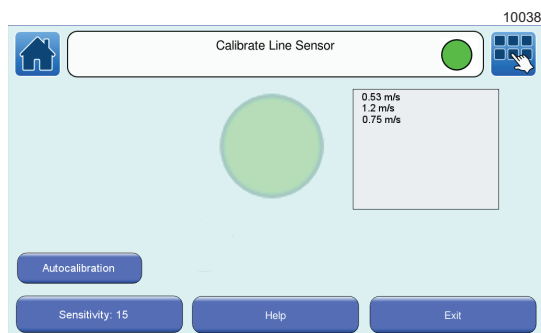 10038
Calibrate Line Sensor
0.53 m/s
1.2 m/s
0.75 m/s
Autocalibration
Sensitivity: 15
Help
Exit